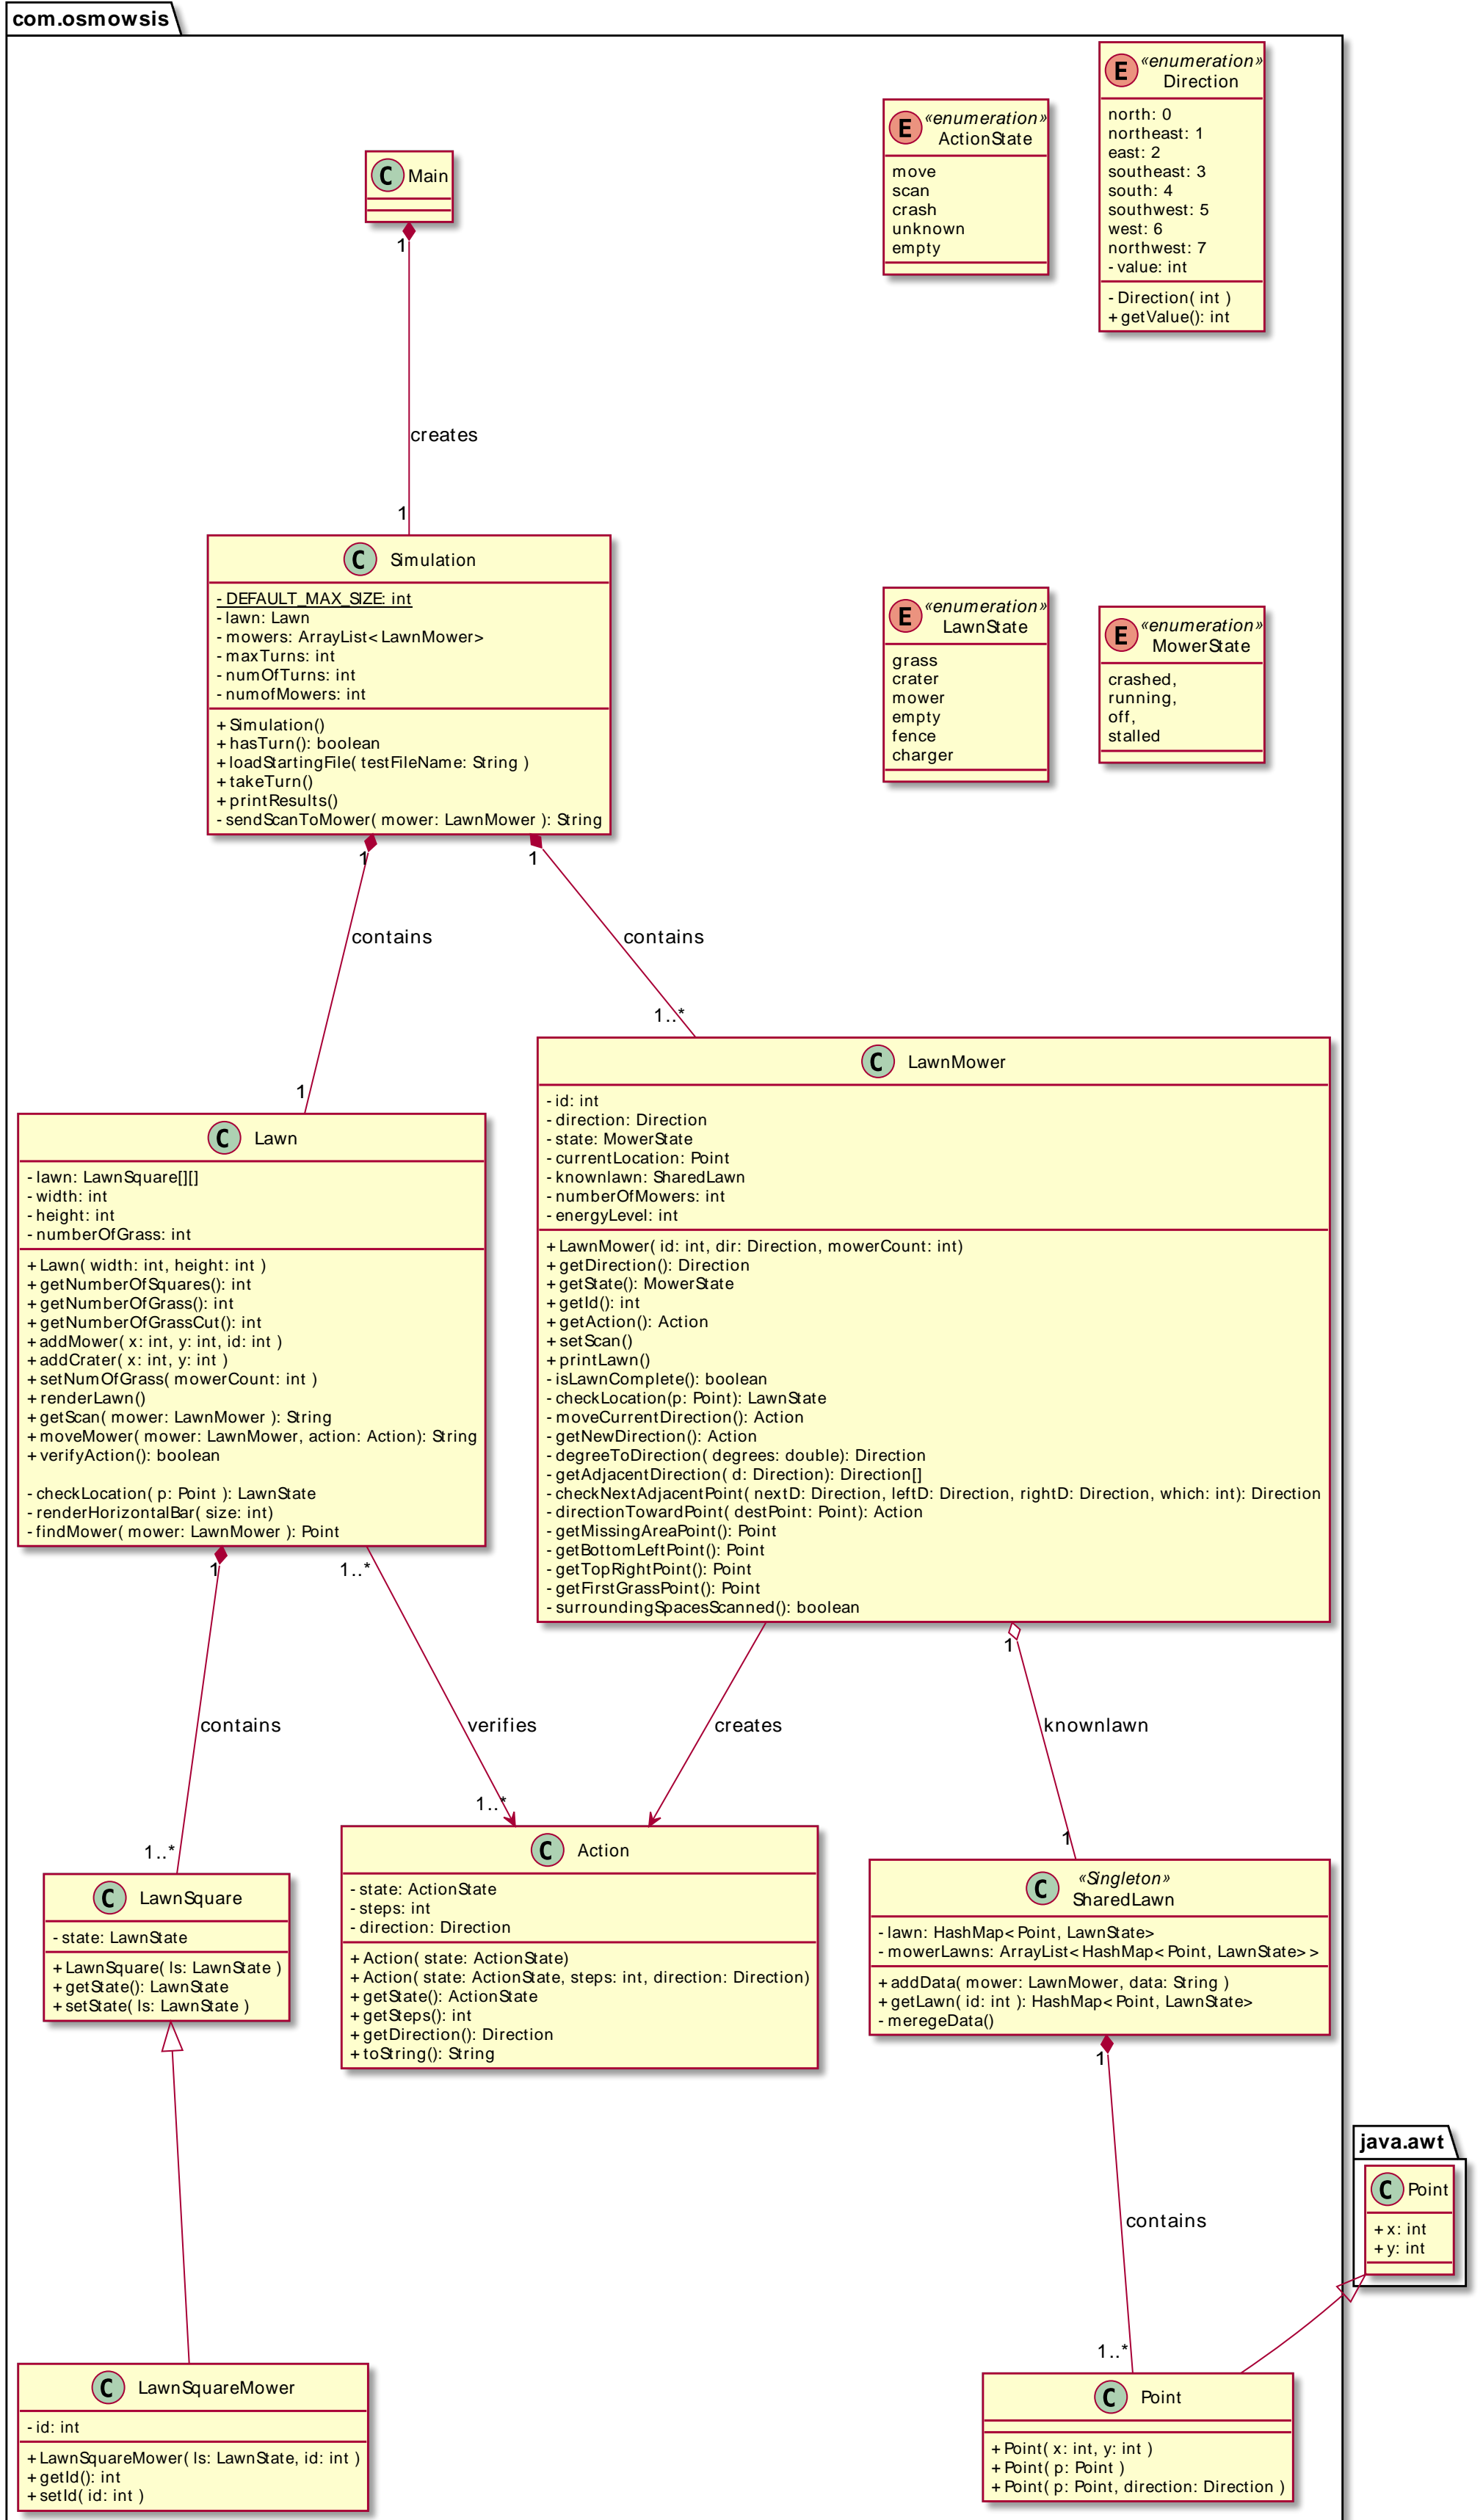 com.osmowsis
E «enumeration»
Direction
north: 0
northeast: 1
east: 2
southeast: 3
south: 4
southwest: 5
west: 6
northwest: 7
- value: int
- Direction( int )
+ getValue(): int
E «enumeration»
ActionState
move
scan
crash
unknown
empty
C Main
1
creates
1
C Simulation
- DEFAULT_MAX_SIZE: int
- lawn: Lawn
- mowers: ArrayList<LawnMower>
- maxTurns: int
- numOfTurns: int
- numofMowers: int
+ Simulation()
+ hasTurn(): boolean
+ loadStartingFile( testFileName: String )
+ takeTurn()
+ printResults()
- sendScanToMower( mower: LawnMower ): String
E «enumeration»
LawnState
grass
crater
mower
empty
fence
charger
E «enumeration»
MowerState
crashed,
running,
off,
stalled
1
1
contains
contains
1
1..*
C Lawn
- lawn: LawnSquare[][]
- width: int
- height: int
- numberOfGrass: int
+ Lawn( width: int, height: int )
+ getNumberOfSquares(): int
+ getNumberOfGrass(): int
+ getNumberOfGrassCut(): int
+ addMower( x: int, y: int, id: int )
+ addCrater( x: int, y: int )
+ setNumOfGrass( mowerCount: int )
+ renderLawn()
+ getScan( mower: LawnMower ): String
+ moveMower( mower: LawnMower, action: Action): String
+ verifyAction(): boolean
- checkLocation( p: Point ): LawnState
- renderHorizontalBar( size: int)
- findMower( mower: LawnMower ): Point
C LawnMower
- id: int
- direction: Direction
- state: MowerState
- currentLocation: Point
- knownlawn: SharedLawn
- numberOfMowers: int
- energyLevel: int
+ LawnMower( id: int, dir: Direction, mowerCount: int)
+ getDirection(): Direction
+ getState(): MowerState
+ getId(): int
+ getAction(): Action
+ setScan()
+ printLawn()
- isLawnComplete(): boolean
- checkLocation(p: Point): LawnState
- moveCurrentDirection(): Action
- getNewDirection(): Action
- degreeToDirection( degrees: double): Direction
- getAdjacentDirection( d: Direction): Direction[]
- checkNextAdjacentPoint( nextD: Direction, leftD: Direction, rightD: Direction, which: int): Direction
- directionTowardPoint( destPoint: Point): Action
- getMissingAreaPoint(): Point
- getBottomLeftPoint(): Point
- getTopRightPoint(): Point
- getFirstGrassPoint(): Point
- surroundingSpacesScanned(): boolean
1
1..*
1
contains
verifies
creates
knownlawn
1..*
1..*
1
C LawnSquare
- state: LawnState
+ LawnSquare( ls: LawnState )
+ getState(): LawnState
+ setState( ls: LawnState )
C Action
- state: ActionState
- steps: int
- direction: Direction
+ Action( state: ActionState)
+ Action( state: ActionState, steps: int, direction: Direction)
+ getState(): ActionState
+ getSteps(): int
+ getDirection(): Direction
+ toString(): String
C «Singleton»
SharedLawn
- lawn: HashMap<Point, LawnState>
- mowerLawns: ArrayList<HashMap<Point, LawnState>>
+ addData( mower: LawnMower, data: String )
+ getLawn( id: int ): HashMap<Point, LawnState>
- meregeData()
1
contains
1..*
java.awt
C Point
+ x: int
+ y: int
C LawnSquareMower
- id: int
+ LawnSquareMower( ls: LawnState, id: int )
+ getId(): int
+ setId( id: int )
C Point
+ Point( x: int, y: int )
+ Point( p: Point )
+ Point( p: Point, direction: Direction )